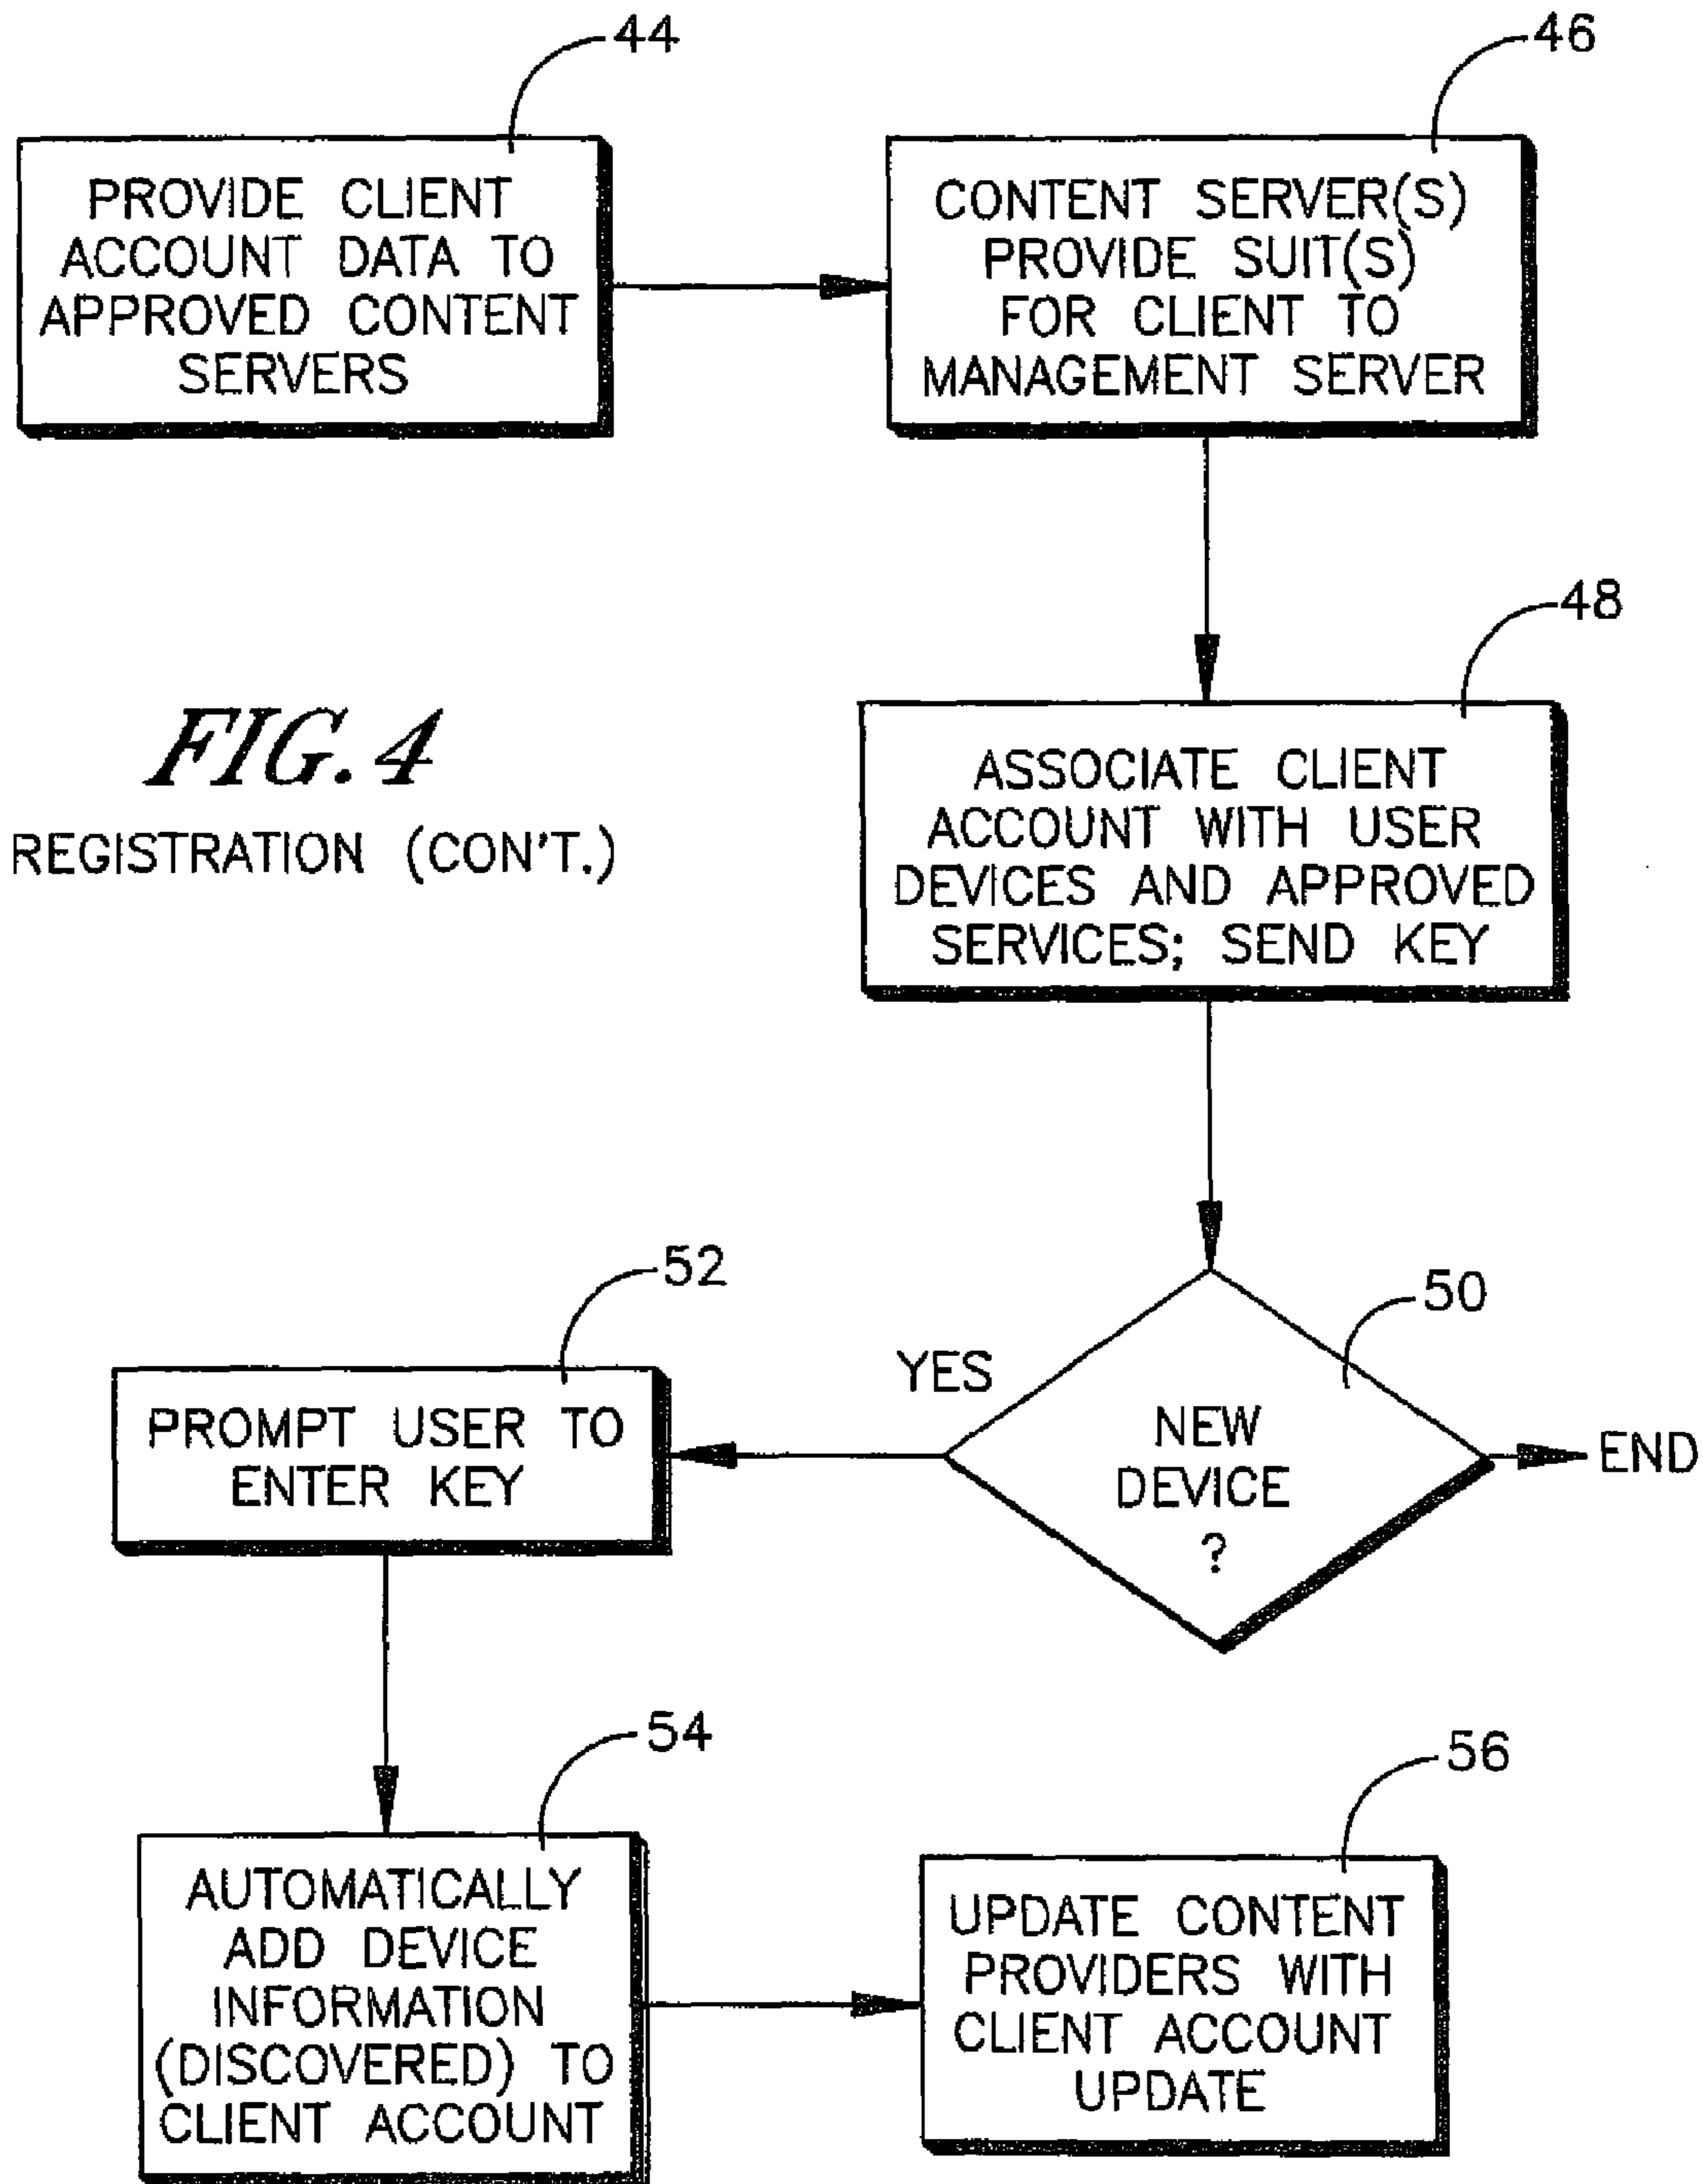 44
PROVIDE CLIENT
ACCOUNT DATA TO
APPROVED CONTENT
SERVERS
46
CONTENT SERVER(S)
PROVIDE SUIT(S)
FOR CLIENT TO
MANAGEMENT SERVER
48
ASSOCIATE CLIENT
ACCOUNT WITH USER
DEVICES AND APPROVED
SERVICES; SEND KEY
FIG. 4
REGISTRATION (CON'T.)
50
NEW
DEVICE
?
YES
END
52
PROMPT USER TO
ENTER KEY
54
AUTOMATICALLY
ADD DEVICE
INFORMATION
(DISCOVERED) TO
CLIENT ACCOUNT
56
UPDATE CONTENT
PROVIDERS WITH
CLIENT ACCOUNT
UPDATE